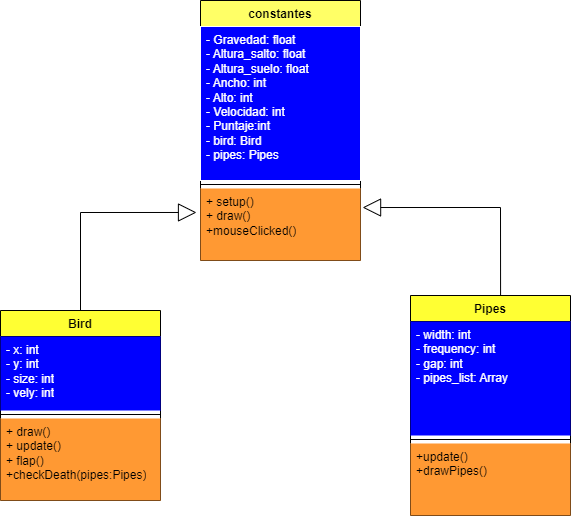 constantes
- Gravedad: float
- Altura_salto: float
- Altura_suelo: float
- Ancho: int
- Alto: int
- Velocidad: int
- Puntaje:int
- bird: Bird
- pipes: Pipes
+ setup()
+ draw()
+mouseClicked()
Bird
- x: int
- y: int
- size: int
- vely: int
+ draw()
+ update()
+ flap()
+checkDeath(pipes:Pipes)
Pipes
- width: int
- frequency: int
- gap: int
- pipes_list: Array
+update()
+drawPipes()